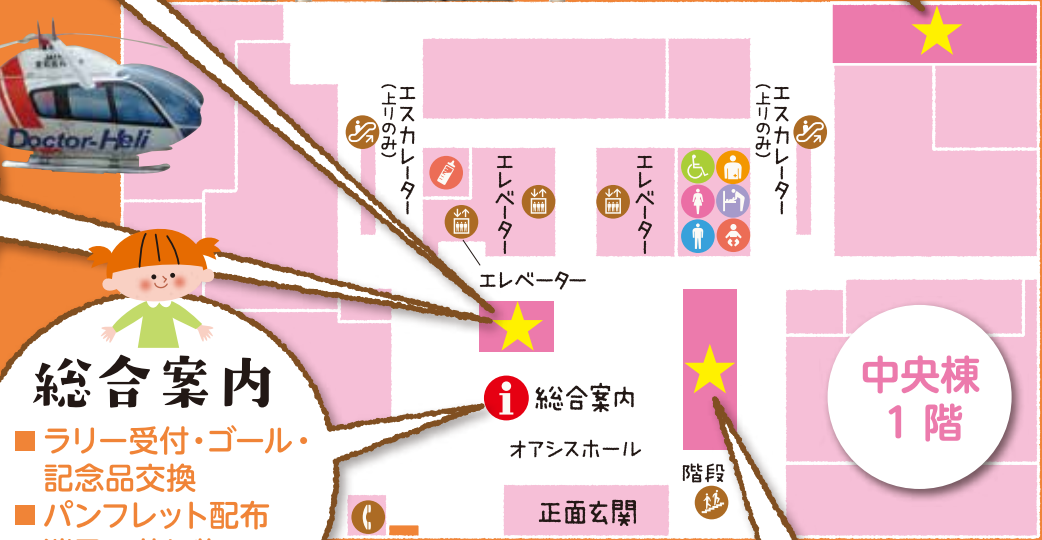 Doctor-Heli
エスカレーター
(上りのみ)
エスカレーター
(上りのみ)
エレベーター
エレベーター
エレベーター
総合案内
ラリー受付・ゴール・
記念品交換
パンフレット配布
総合案内
オアシスホール
階段
正面玄関
中央棟
1階